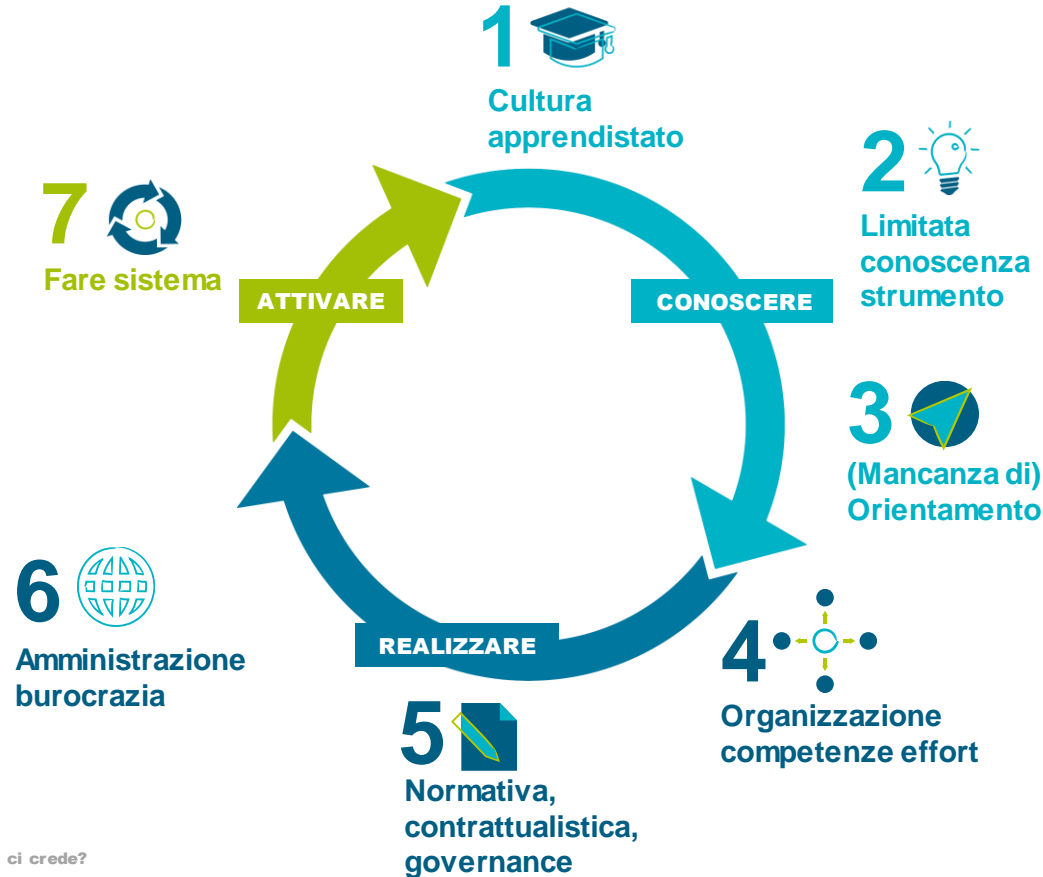 1
Cultura
apprendistato
2
Limitata
conoscenza
strumento
7
Fare sistema
ATTIVARE
CONOSCERE
3
(Mancanza di)
Orientamento
6
Amministrazione
burocrazia
REALIZZARE
4
Organizzazione
competenze effort
5
Normativa,
contrattualistica,
governance
ci crede?